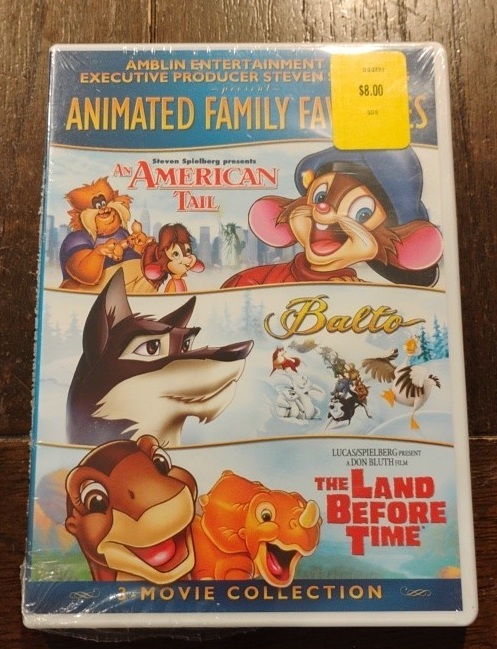 AMBLIN ENTERTAINMENT
EXECUTIVE PRODUCER STEVEN
present
ANIMATED FAMILY FAV ES
$8.00
Steven Spielberg presents
AN AMERICAN
TAIL
Balto
LUCAS/SPIELBERG PRESENT
A DON BLUTH FILM
THE LAND
BEFORE
TIME
3 MOVIE COLLECTION